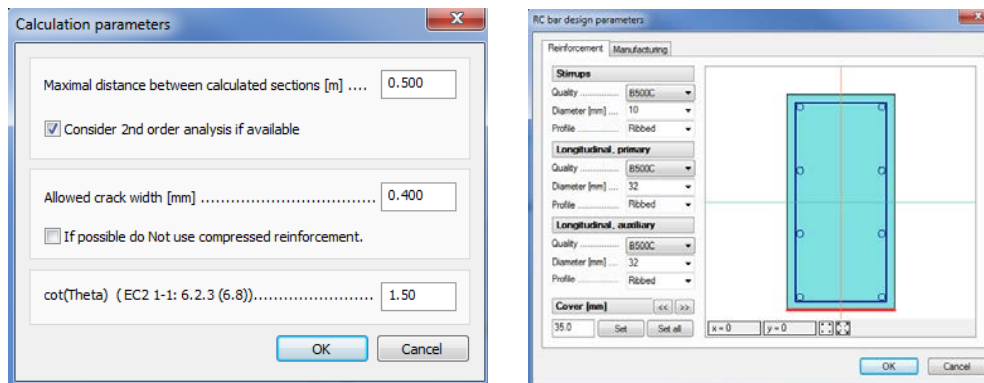 Calculation parameters
Maximal distance between calculated sections [m] .... 0.500
Consider 2nd order analysis if available
Allowed crack width [mm] ................................... 0.400
If possible do Not use compressed reinforcement.
cot(Theta) ( EC2 1-1: 6.2.3 (6.8))........................ 1.50
OK Cancel
RC bar design parameters
Reinforcement Manufacturing
Stirrups
Quality .............. B500C
Diameter [mm] .... 10
Profile .............. Ribbed
Longitudinal, primary
Quality .............. B500C
Diameter [mm] .... 32
Profile .............. Ribbed
Longitudinal, auxiliary
Quality .............. B500C
Diameter [mm] .... 32
Profile .............. Ribbed
Cover [mm] << >>
35.0 Set Set all x = 0 y = 0
OK Cancel